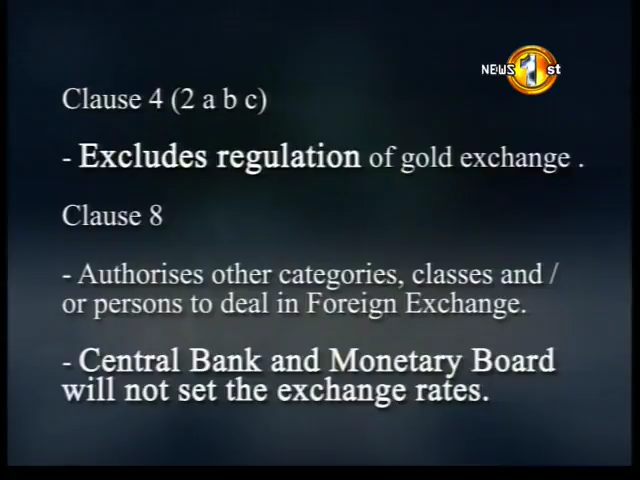 NEWS 1st
Clause 4 (2 a b c)
- Excludes regulation of gold exchange .
Clause 8
- Authorises other categories, classes and /
or persons to deal in Foreign Exchange.
- Central Bank and Monetary Board
will not set the exchange rates.